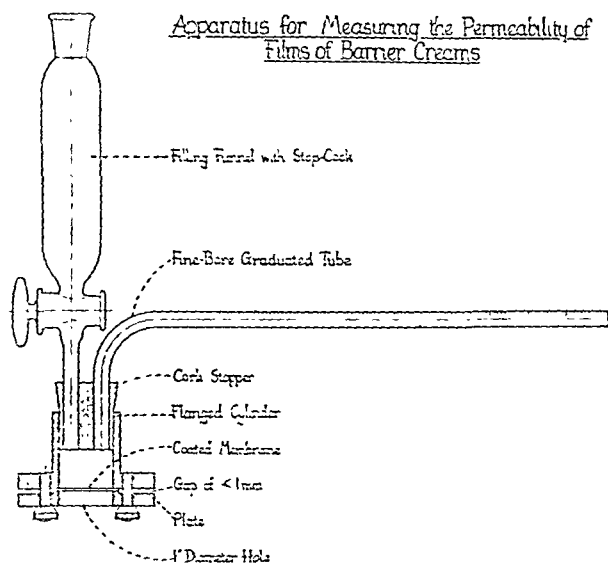 Apparatus for Measuring the Permeability of
Films of Barrier Creams
Filling Funnel with Stop-Cock
Fine-Bore Graduated Tube
Cork Stopper
Flanged Cylinder
Coated Membrane
Gap of <1mm
Plate
1" Diameter Hole